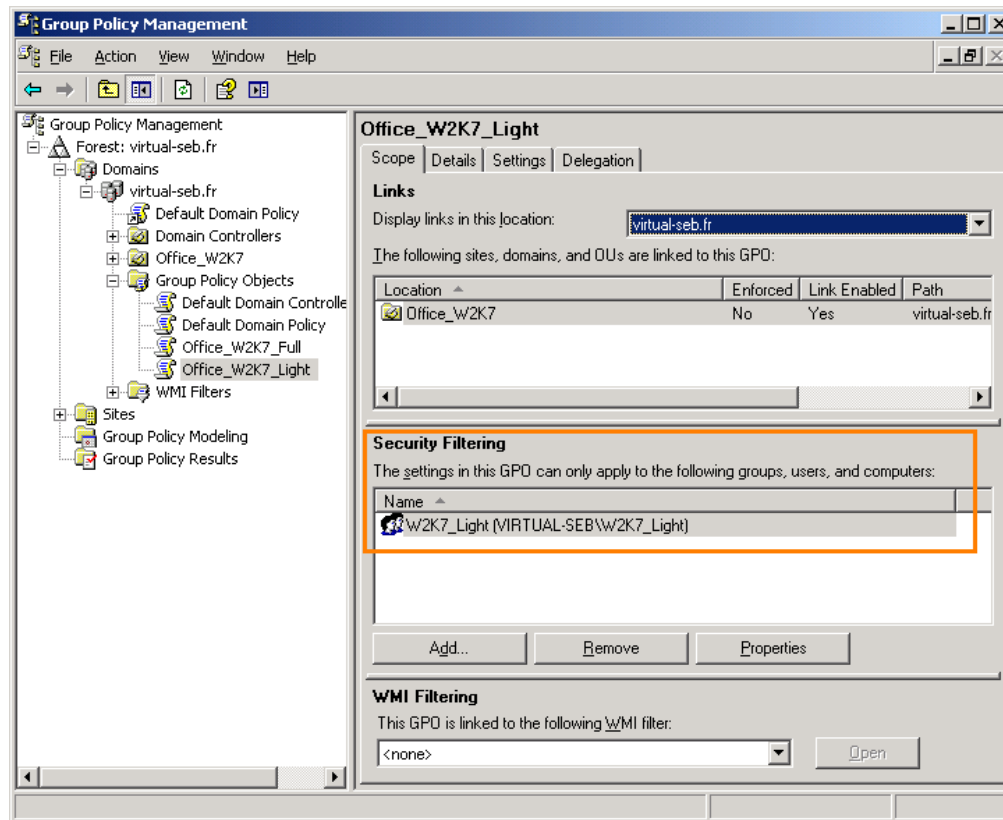 Group Policy Management
File Action View Window Help
Group Policy Management
Forest: virtual-seb.fr
Domains
virtual-seb.fr
Default Domain Policy
Domain Controllers
Office_W2K7
Group Policy Objects
Default Domain Controlle
Default Domain Policy
Office_W2K7_Full
Office_W2K7_Light
WMI Filters
Sites
Group Policy Modeling
Group Policy Results
Office_W2K7_Light
Scope Details Settings Delegation
Links
Display links in this location: virtual-seb.fr
The following sites, domains, and OUs are linked to this GPO:
Location Enforced Link Enabled Path
Office_W2K7 No Yes virtual-seb.fr
Security Filtering
The settings in this GPO can only apply to the following groups, users, and computers:
Name
W2K7_Light (VIRTUAL-SEB\W2K7_Light)
Add... Remove Properties
WMI Filtering
This GPO is linked to the following WMI filter:
<none> Open